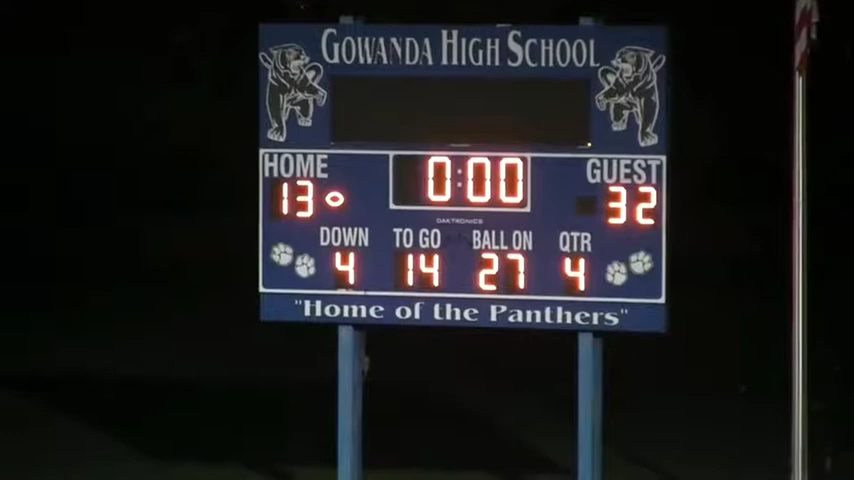 GOWANDA HIGH SCHOOL
HOME 0:00 GUEST
13 32
DAKTRONICS
DOWN TO GO BALL ON QTR
4 14 27 4
"Home of the Panthers"